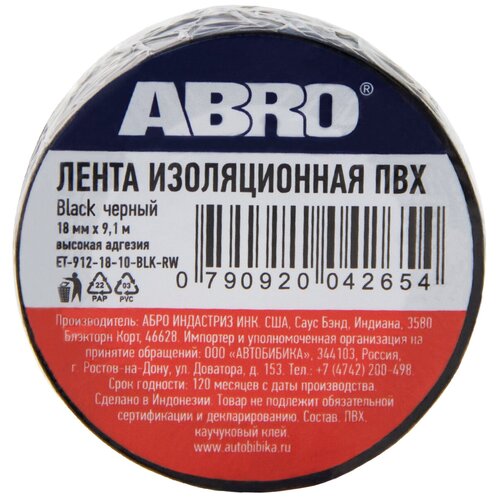 ABRO®
ЛЕНТА ИЗОЛЯЦИОННАЯ ПВХ
Black черный
18 мм x 9,1 м
высокая адгезия
ET-912-18-10-BLK-RW
22
PAP
03
PVC
0 790920 042654
Производитель: АБРО ИНДАСТРИЗ ИНК. США, Саус Бэнд, Индиана, 3580
Блэкторн Корт, 46628. Импортер и уполномоченная организация на
принятие обращений: ООО «АВТОБИБИКА», 344103, Россия,
г. Ростов-на-Дону, ул. Доватора, д. 153. Тел.: +7 (4742) 200-498.
Срок годности: 120 месяцев с даты производства.
Сделано в Индонезии. Товар не подлежит обязательной
сертификации и декларированию. Состав: ПВХ,
каучуковый клей.
www.autobibika.ru